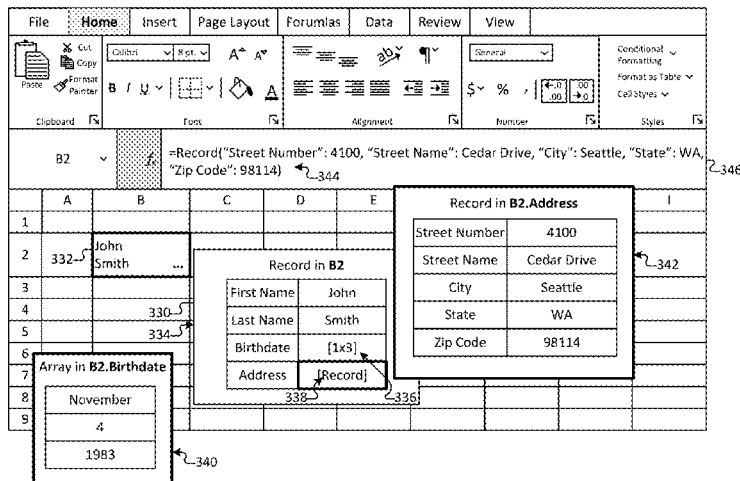 File Home Insert Page Layout Forumlas Data Review View
Cut
Copy
Format
Painter
Paste
Clipboard
Calibri 8 pt. A A
B I U A
Font
ab ¶
Alignment
General
$ % , ←.0 .00
.00 →.0
Number
Conditional
Formatting
Format as Table
Cell Styles
Styles
B2 f =Record("Street Number": 4100, "Street Name": Cedar Drive, "City": Seattle, "State": WA,
"Zip Code": 98114) 344
346
A B C D E I
1
2 332 John
Smith ...
3
4
5
6
7
8
9
330
334
Record in B2
First Name John
Last Name Smith
Birthdate [1x3]
Address [Record]
338 336
Record in B2.Address
Street Number 4100
Street Name Cedar Drive
City Seattle
State WA
Zip Code 98114
342
Array in B2.Birthdate
November
4
1983
340